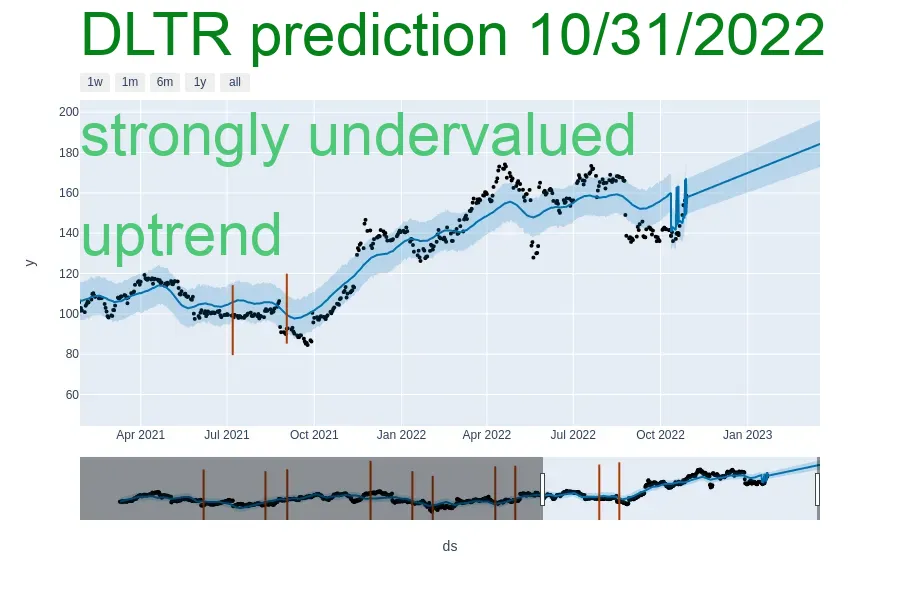 DLTR prediction 10/31/2022
1w 1m 6m 1y all
200
strongly undervalued
180
160
uptrend
140
y
120
100
80
60
Apr 2021 Jul 2021 Oct 2021 Jan 2022 Apr 2022 Jul 2022 Oct 2022 Jan 2023
ds